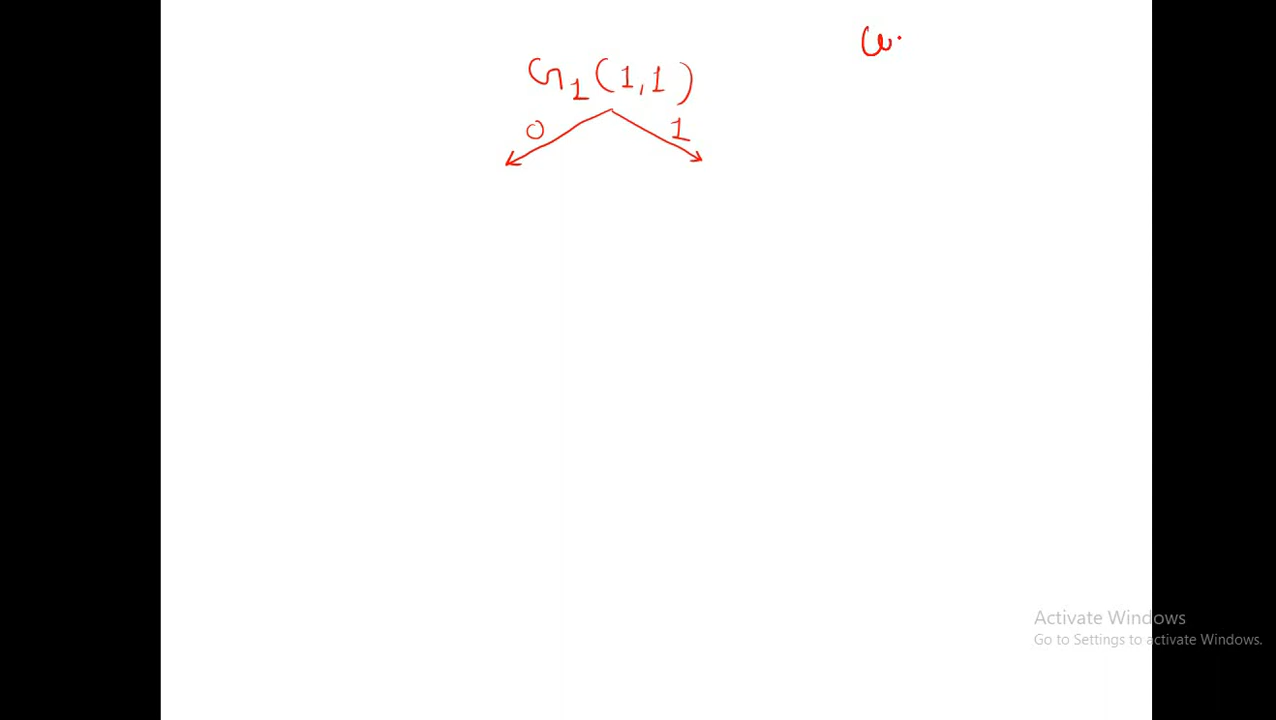 G1(1,1)
0 1
Activate Windows
Go to Settings to activate Windows.